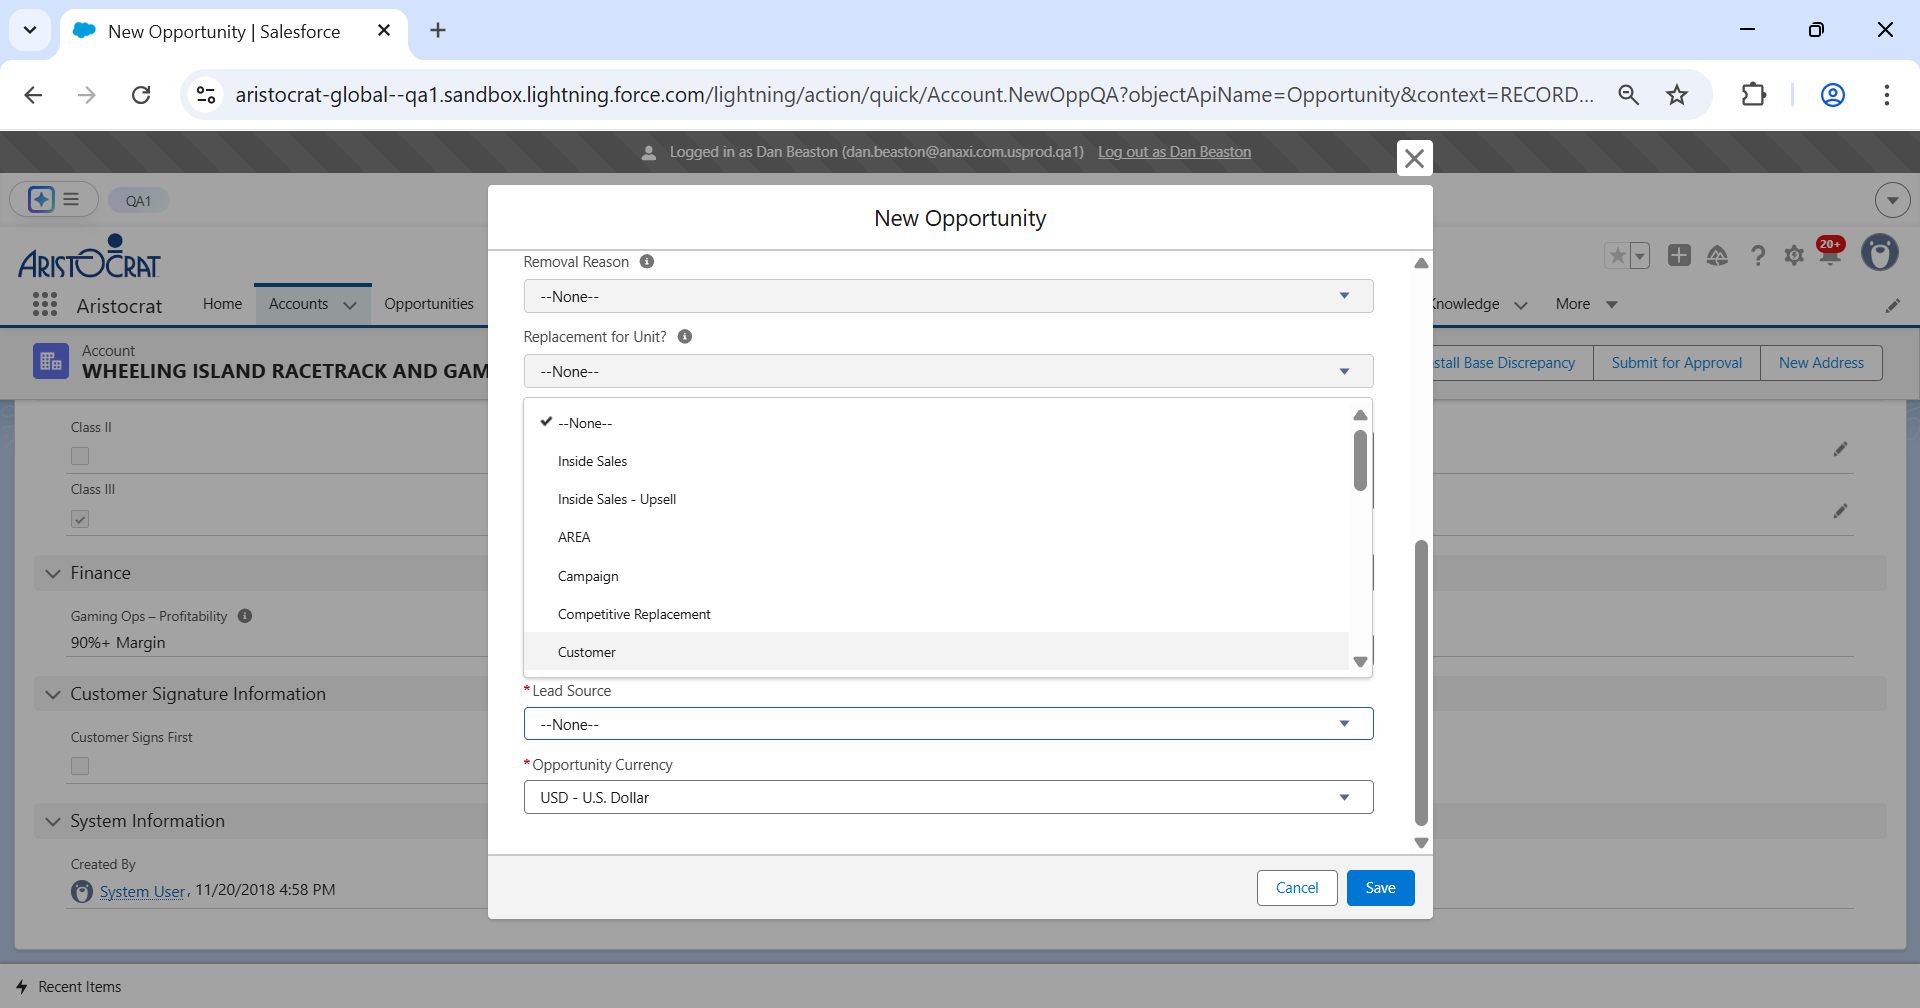 New Opportunity | Salesforce
aristocrat-global--qa1.sandbox.lightning.force.com/lightning/action/quick/Account.NewOppQA?objectApiName=Opportunity&context=RECORD...
Logged in as Dan Beaston (dan.beaston@anaxi.com.usprod.qa1) Log out as Dan Beaston
QA1
New Opportunity
ARISTOCRAT
20+
Aristocrat
Home
Accounts
Opportunities
Knowledge
More
Account
WHEELING ISLAND RACETRACK AND GAM
stall Base Discrepancy
Submit for Approval
New Address
Class II
Class III
Finance
Gaming Ops – Profitability
90%+ Margin
Customer Signature Information
Customer Signs First
System Information
Created By
System User, 11/20/2018 4:58 PM
Removal Reason
--None--
Replacement for Unit?
--None--
--None--
Inside Sales
Inside Sales - Upsell
AREA
Campaign
Competitive Replacement
Customer
*Lead Source
--None--
*Opportunity Currency
USD - U.S. Dollar
Cancel
Save
Recent Items